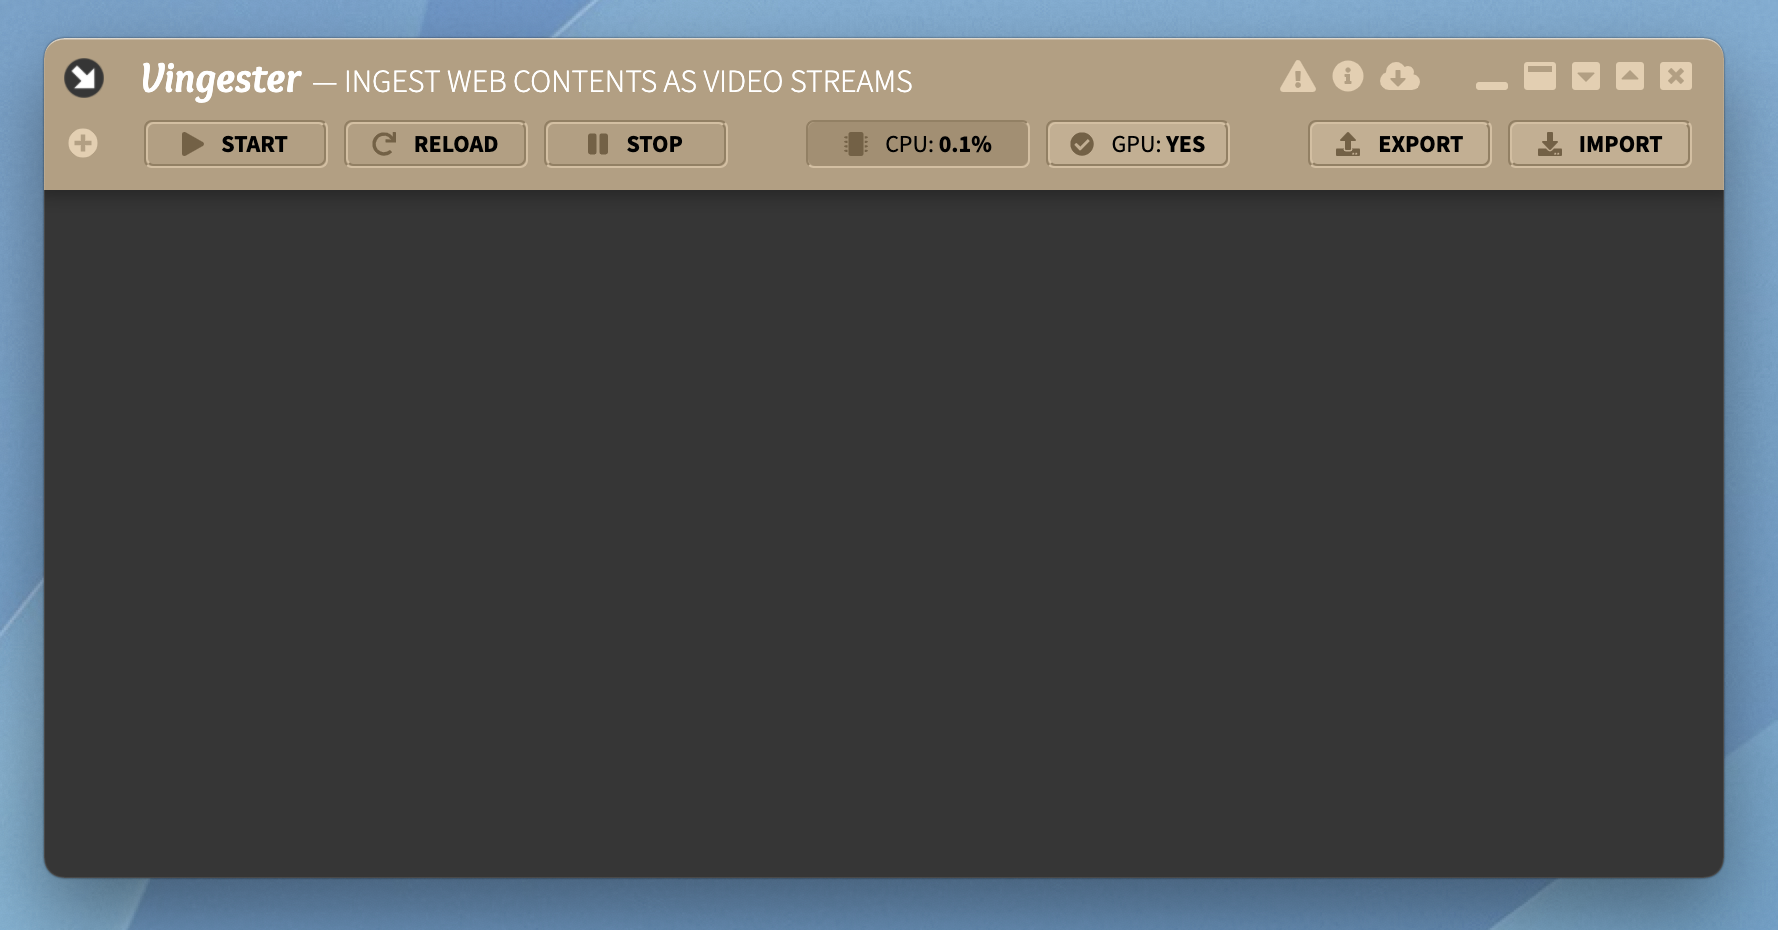 Vingester — INGEST WEB CONTENTS AS VIDEO STREAMS
START RELOAD STOP CPU: 0.1% GPU: YES EXPORT IMPORT